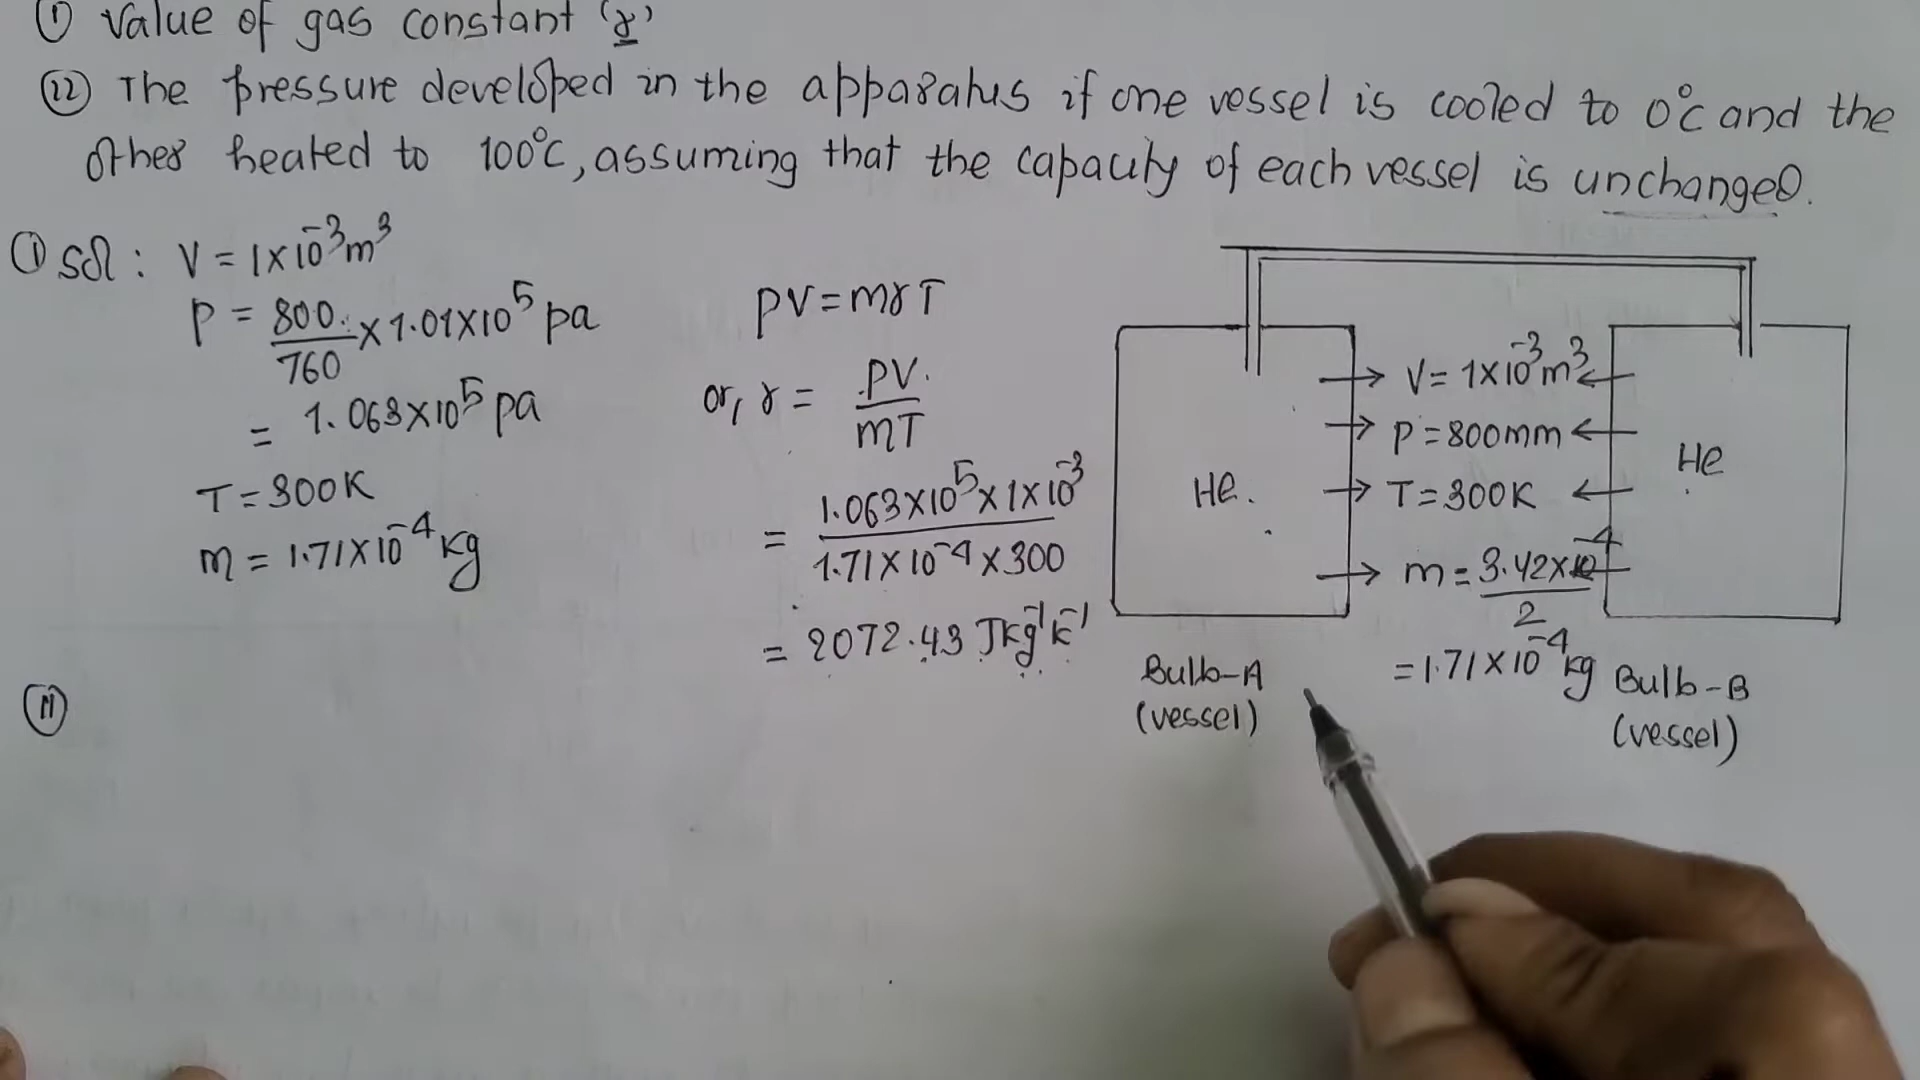 ① Value of gas constant 'r'
② The pressure developed in the apparatus if one vessel is cooled to 0°C and the
other heated to 100°C, assuming that the capacity of each vessel is unchanged.
① Sol: V = 1×10⁻³m³
P = 800/760 × 1.01×10⁵ pa
= 1.063×10⁵ pa
T = 300K
m = 1.71×10⁻⁴ kg
PV = mrT
or, r = PV/mT
= 1.063×10⁵×1×10⁻³ / 1.71×10⁻⁴×300
= 2072.43 Jkg⁻¹K⁻¹
He.
V = 1×10⁻³m³
P = 800mm
T = 300K
m = 3.42×10⁻⁴/2
= 1.71×10⁻⁴ kg
He
Bulb-A
(vessel)
Bulb-B
(vessel)
⑪